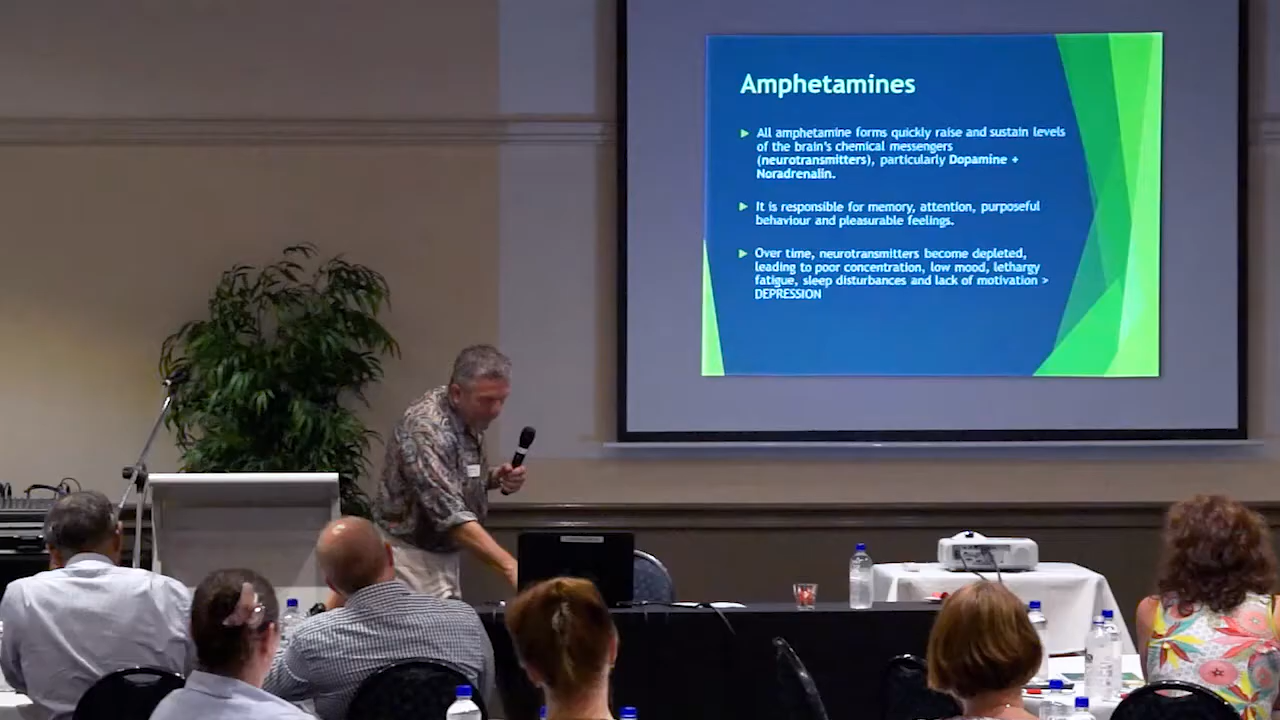 Amphetamines
All amphetamine forms quickly raise and sustain levels
of the brain's chemical messengers
(neurotransmitters), particularly Dopamine +
Noradrenalin.
It is responsible for memory, attention, purposeful
behaviour and pleasurable feelings.
Over time, neurotransmitters become depleted,
leading to poor concentration, low mood, lethargy
fatigue, sleep disturbances and lack of motivation >
DEPRESSION